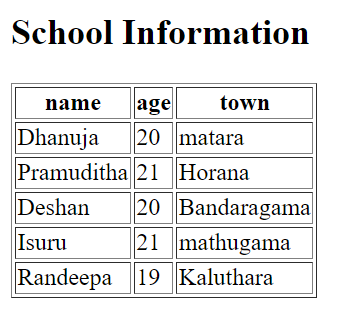 School Information
name age town
Dhanuja 20 matara
Pramuditha 21 Horana
Deshan 20 Bandaragama
Isuru 21 mathugama
Randeepa 19 Kaluthara